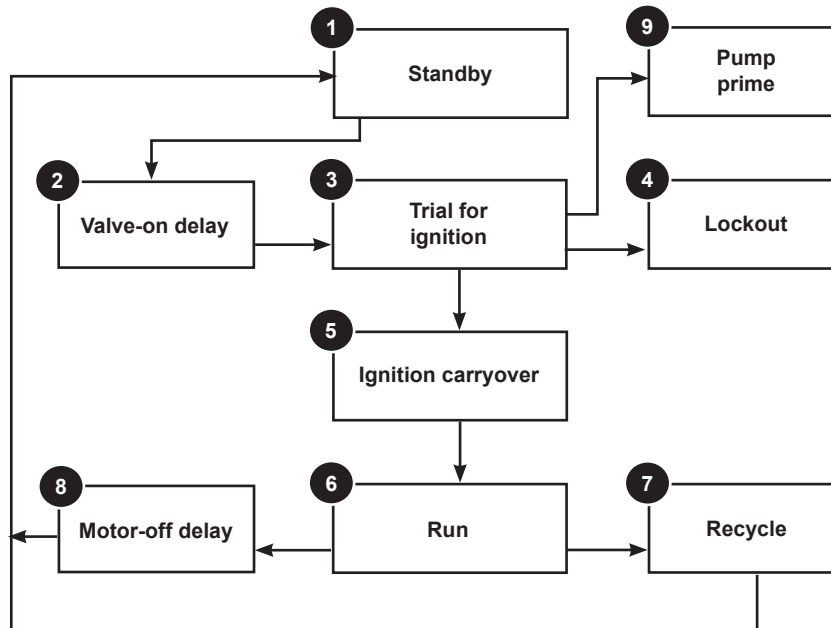 1
Standby
9
Pump
prime
2
Valve-on delay
3
Trial for
ignition
4
Lockout
5
Ignition carryover
8
Motor-off delay
6
Run
7
Recycle